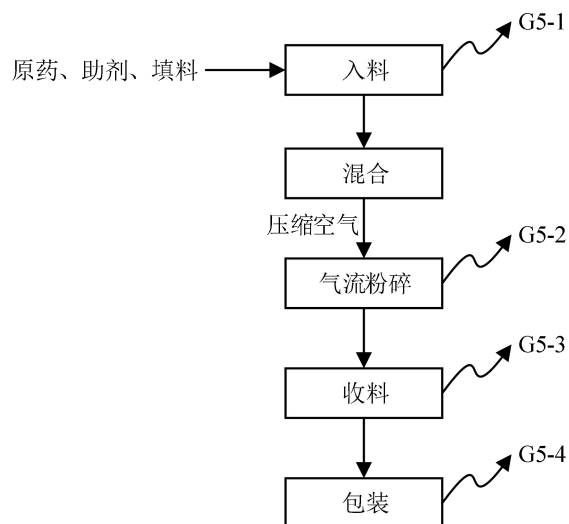 G5-1
原药、助剂、填料
入料
混合
压缩空气
G5-2
气流粉碎
G5-3
收料
G5-4
包装